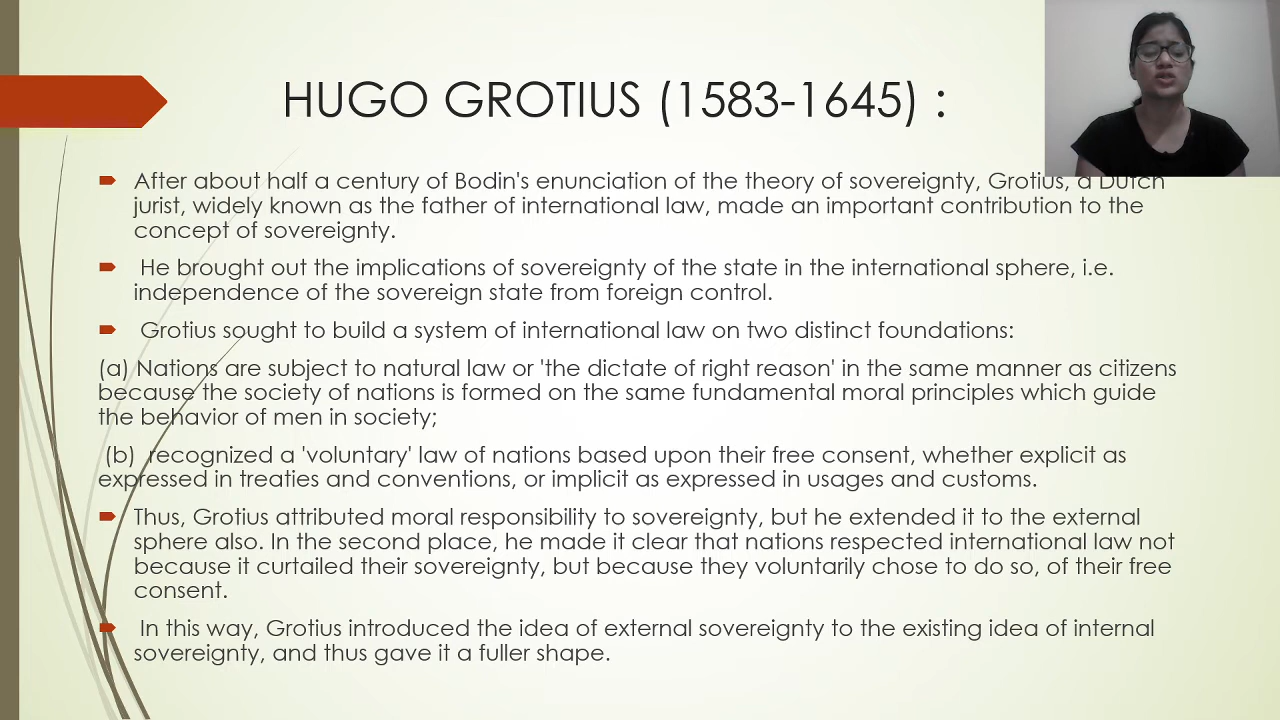 HUGO GROTIUS (1583-1645) :
After about half a century of Bodin's enunciation of the theory of sovereignty, Grotius, a Dutch
jurist, widely known as the father of international law, made an important contribution to the
concept of sovereignty.
He brought out the implications of sovereignty of the state in the international sphere, i.e.
independence of the sovereign state from foreign control.
Grotius sought to build a system of international law on two distinct foundations:
(a) Nations are subject to natural law or 'the dictate of right reason' in the same manner as citizens
because the society of nations is formed on the same fundamental moral principles which guide
the behavior of men in society;
(b) recognized a 'voluntary' law of nations based upon their free consent, whether explicit as
expressed in treaties and conventions, or implicit as expressed in usages and customs.
Thus, Grotius attributed moral responsibility to sovereignty, but he extended it to the external
sphere also. In the second place, he made it clear that nations respected international law not
because it curtailed their sovereignty, but because they voluntarily chose to do so, of their free
consent.
In this way, Grotius introduced the idea of external sovereignty to the existing idea of internal
sovereignty, and thus gave it a fuller shape.